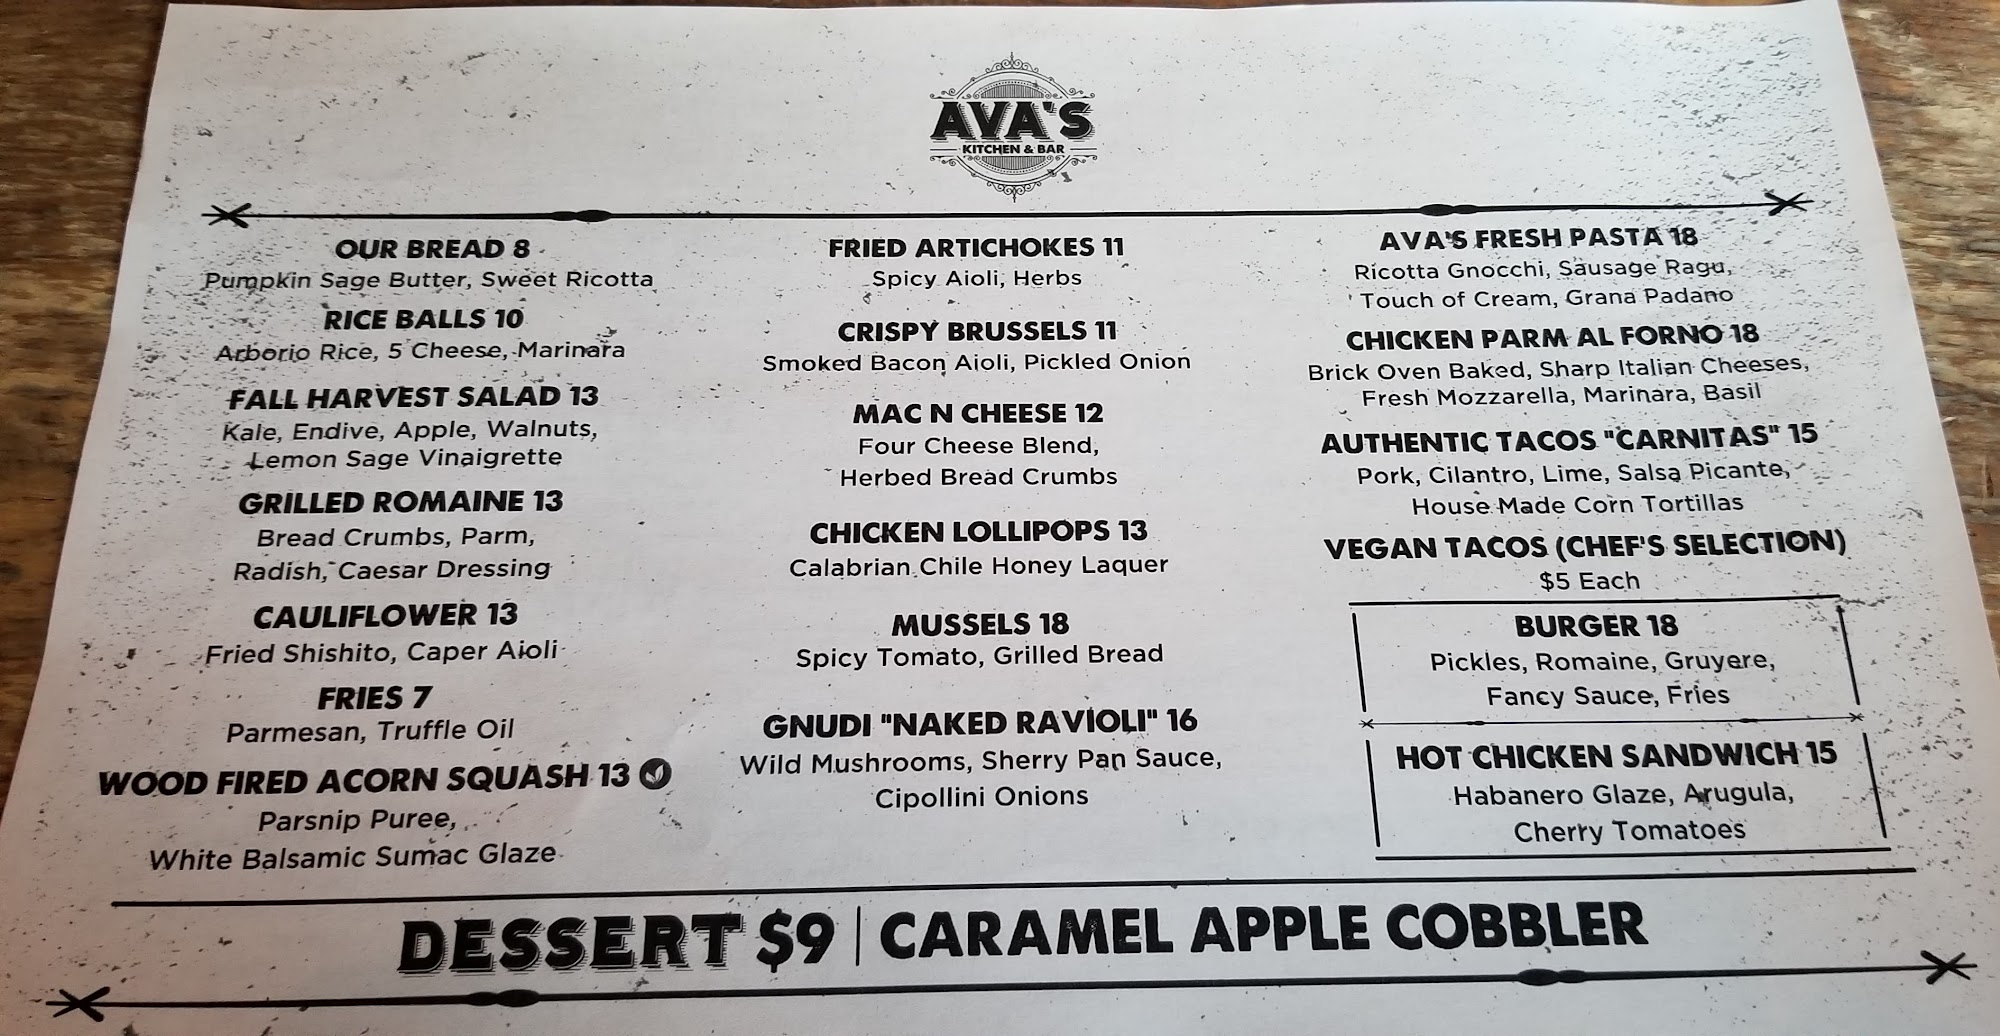 AVA'S
KITCHEN & BAR
OUR BREAD 8
Pumpkin Sage Butter, Sweet Ricotta
RICE BALLS 10
Arborio Rice, 5 Cheese, Marinara
FALL HARVEST SALAD 13
Kale, Endive, Apple, Walnuts,
Lemon Sage Vinaigrette
GRILLED ROMAINE 13
Bread Crumbs, Parm,
Radish, Caesar Dressing
CAULIFLOWER 13
Fried Shishito, Caper Aioli
FRIES 7
Parmesan, Truffle Oil
WOOD FIRED ACORN SQUASH 13
Parsnip Puree,
White Balsamic Sumac Glaze
FRIED ARTICHOKES 11
Spicy Aioli, Herbs
CRISPY BRUSSELS 11
Smoked Bacon Aioli, Pickled Onion
MAC N CHEESE 12
Four Cheese Blend,
Herbed Bread Crumbs
CHICKEN LOLLIPOPS 13
Calabrian Chile Honey Laquer
MUSSELS 18
Spicy Tomato, Grilled Bread
GNUDI "NAKED RAVIOLI" 16
Wild Mushrooms, Sherry Pan Sauce,
Cipollini Onions
AVA'S FRESH PASTA 18
Ricotta Gnocchi, Sausage Ragu,
Touch of Cream, Grana Padano
CHICKEN PARM AL FORNO 18
Brick Oven Baked, Sharp Italian Cheeses,
Fresh Mozzarella, Marinara, Basil
AUTHENTIC TACOS "CARNITAS" 15
Pork, Cilantro, Lime, Salsa Picante,
House Made Corn Tortillas
VEGAN TACOS (CHEF'S SELECTION)
$5 Each
BURGER 18
Pickles, Romaine, Gruyere,
Fancy Sauce, Fries
HOT CHICKEN SANDWICH 15
Habanero Glaze, Arugula,
Cherry Tomatoes
DESSERT $9 | CARAMEL APPLE COBBLER